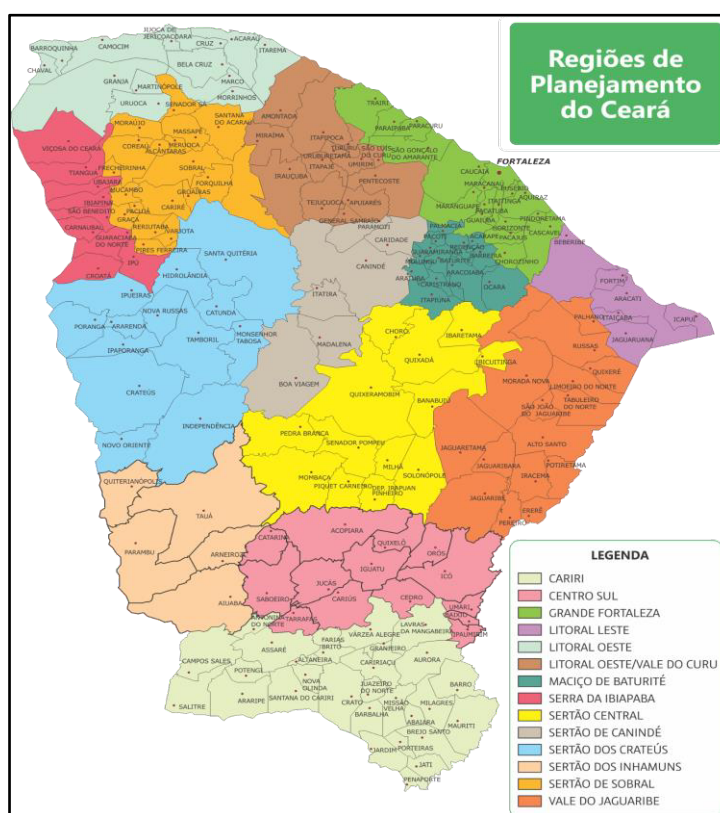 Regiões de
Planejamento
do Ceará
JIJOCA DE
JERICOACOARA
ACARAÚ
CRUZ
ITAREMA
CAMOCIM
BARROQUINHA
BELA CRUZ
CHAVAL
GRANJA
MARCO
MARTINÓPOLE
MORRINHOS
URUOCA
SENADOR SÁ
SANTANA
DO ACARAÚ
AMONTADA
TRAIRI
MORAÚJO
MASSAPÊ
MIRAÍMA
ITAPIPOCA
PARAIPABA
PARACURU
VIÇOSA DO CEARÁ
COREAÚ
MERUOCA
ALCÂNTARAS
URUBURETAMA
SÃO LUÍS
DO CURU
SÃO GONÇALO
DO AMARANTE
FORTALEZA
TIANGUÁ
FRECHEIRINHA
SOBRAL
UMIRIM
UBAJARA
IRAUÇUBA
ITAPAJÉ
CAUCAIA
MUCAMBO
FORQUILHA
PENTECOSTE
MARACANAÚ
EUSÉBIO
IBIAPINA
GROAÍRAS
AQUIRAZ
SÃO BENEDITO
PACUJÁ
CARIRÉ
TEJUÇUOCA
APUIARÉS
MARANGUAPE
ITAITINGA
PACATUBA
PINDORETAMA
GRAÇA
GENERAL SAMPAIO
GUAIÚBA
HORIZONTE
CARNAUBAL
RERIUTABA
VARJOTA
PARAMOTI
PALMÁCIA
PACAJUS
CASCAVEL
GUARACIABA
DO NORTE
PIRES FERREIRA
CARIDADE
REDENÇÃO
ACARAPE
BEBERIBE
IPÚ
SANTA QUITÉRIA
GUARAMIRANGA
BARREIRA
CHOROZINHO
CROATÁ
HIDROLÂNDIA
CANINDÉ
BATURITÉ
ARATUBA
ARACOIABA
CAPISTRANO
OCARA
FORTIM
IPUEIRAS
ITATIRA
ITAPIÚNA
ARACATI
NOVA RUSSAS
CATUNDA
PALHANO
ITAIÇABA
ICAPUÍ
PORANGA
ARARENDÁ
CHORÓ
IBARETAMA
MONSENHOR
TABOSA
TAMBORIL
MADALENA
JAGUARUANA
IPAPORANGA
RUSSAS
QUIXADÁ
IBICUITINGA
QUIXERÉ
BOA VIAGEM
MORADA NOVA
LIMOEIRO DO NORTE
CRATEÚS
QUIXERAMOBIM
TABULEIRO
DO NORTE
BANABUIÚ
SÃO JOÃO
DO JAGUARIBE
INDEPENDÊNCIA
PEDRA BRANCA
NOVO ORIENTE
SENADOR POMPEU
JAGUARETAMA
ALTO SANTO
MILHÃ
JAGUARIBARA
POTIRETAMA
QUITERIANÓPOLIS
MOMBAÇA
SOLONÓPOLE
IRACEMA
PIQUET CARNEIRO
DEP. IRAPUAN
PINHEIRO
JAGUARIBE
ERERÊ
TAUÁ
PEREIRO
ACOPIARA
CATARINA
QUIXELÔ
ORÓS
PARAMBU
ARNEIROZ
IGUATU
ICÓ
JUCÁS
AIUABA
SABOEIRO
CARIÚS
CEDRO
UMARI
BAIXIO
ANTONINA
DO NORTE
TARRAFAS
IPAUMIRIM
LAVRAS
DA MANGABEIRA
VÁRZEA ALEGRE
ASSARÉ
FARIAS
BRITO
GRANJEIRO
CAMPOS SALES
ALTANEIRA
CARIRIAÇU
AURORA
POTENGI
NOVA
OLINDA
JUAZEIRO
DO NORTE
BARRO
SALITRE
ARARIPE
SANTANA DO CARIRI
CRATO
MISSÃO
VELHA
MILAGRES
BARBALHA
ABAIARA
MAURITI
BREJO SANTO
JARDIM
PORTEIRAS
JATI
PENAFORTE
LEGENDA
CARIRI
CENTRO SUL
GRANDE FORTALEZA
LITORAL LESTE
LITORAL OESTE
LITORAL OESTE/VALE DO CURU
MACIÇO DE BATURITÉ
SERRA DA IBIAPABA
SERTÃO CENTRAL
SERTÃO DE CANINDÉ
SERTÃO DOS CRATEÚS
SERTÃO DOS INHAMUNS
SERTÃO DE SOBRAL
VALE DO JAGUARIBE